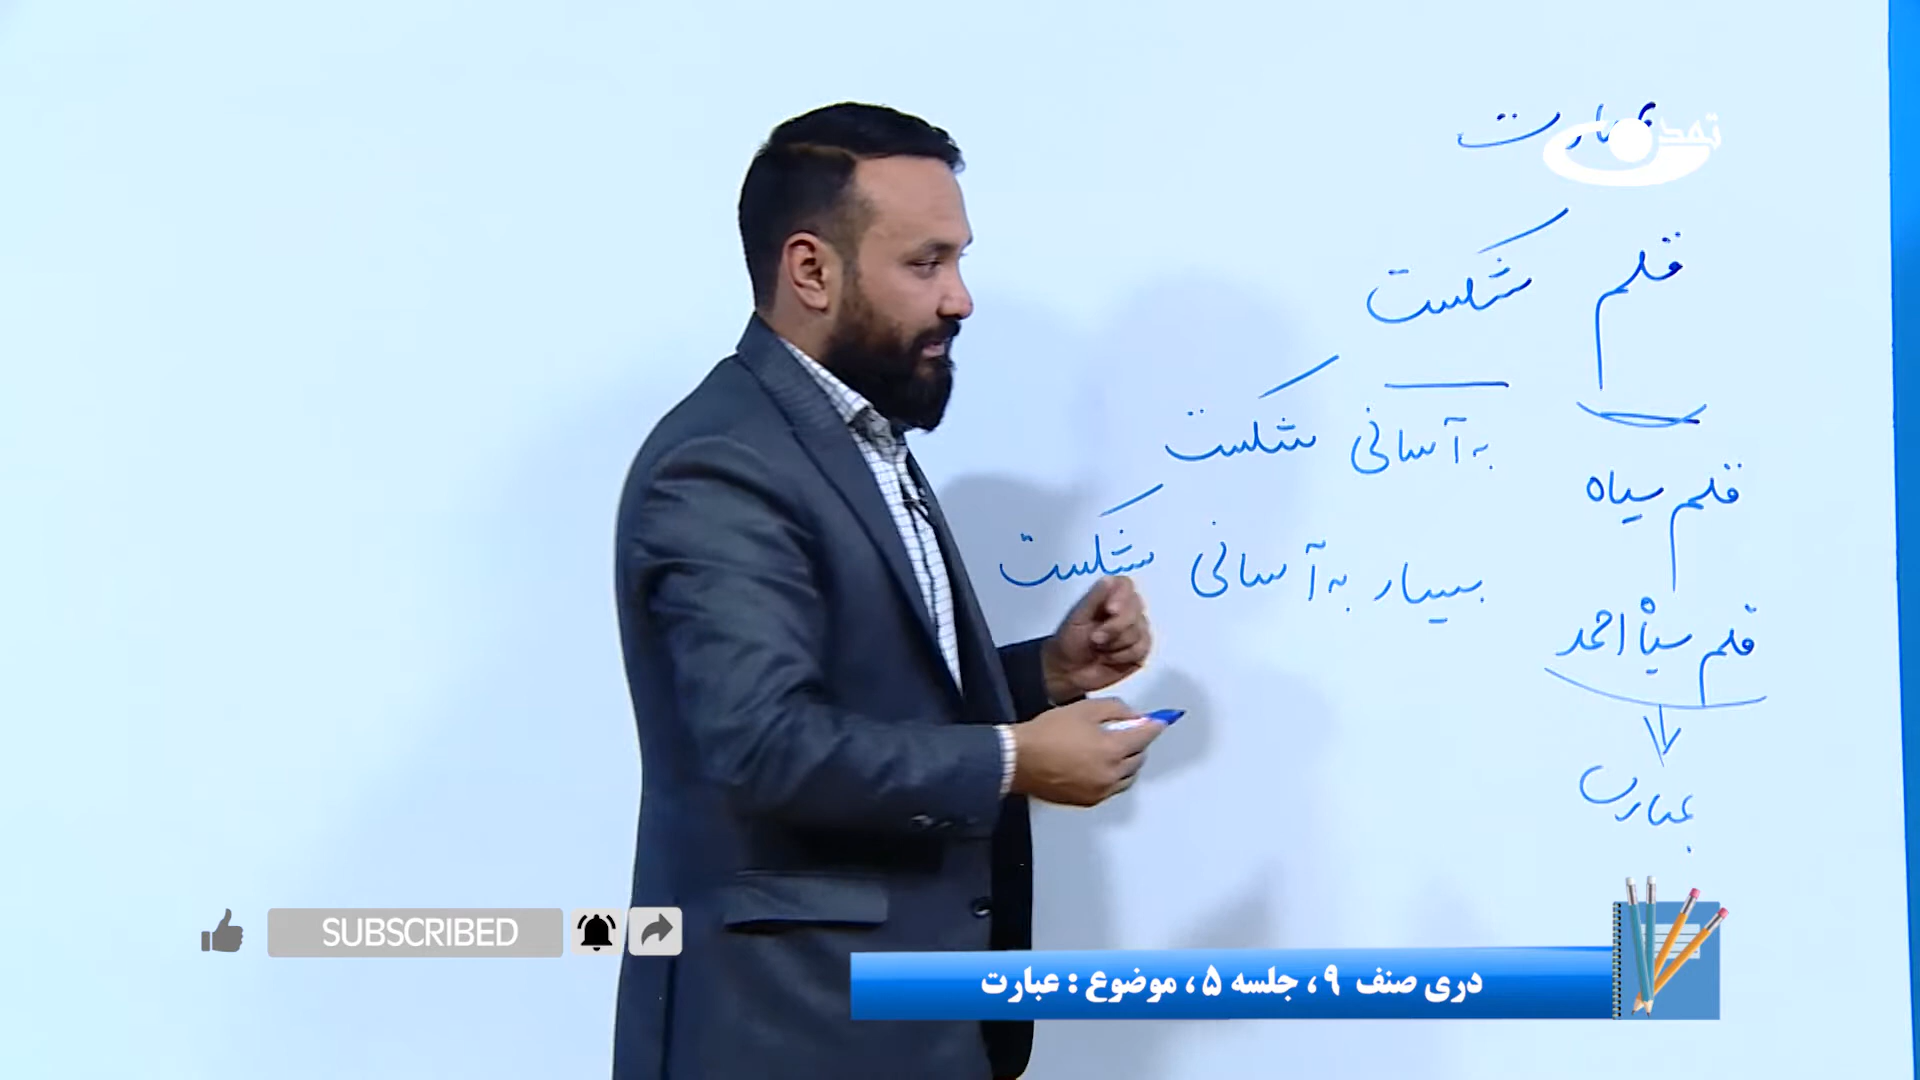 عبارت
تمدن
قلم شکست
به آسانی شکست
قلم سیاه
بسیار به آسانی شکست
قلم سیاه احمد
عبارت
SUBSCRIBED
دری صنف ۹، جلسه ۵، موضوع : عبارت